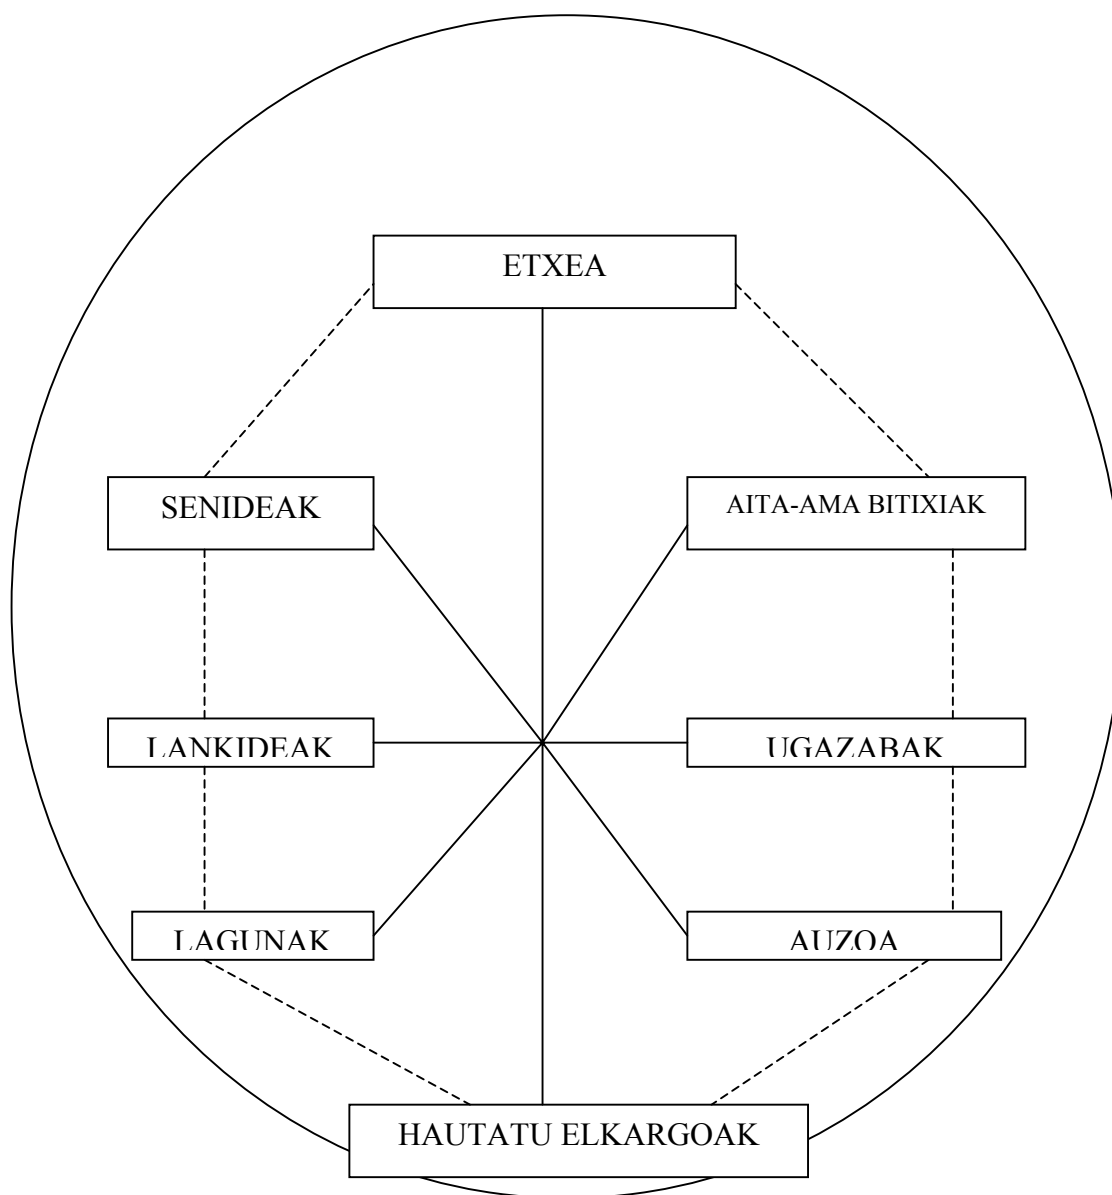 ETXEA
SENIDEAK
AITA-AMA BITIXIAK
LANKIDEAK
UGAZABAK
LAGUNAK
AUZOA
HAUTATU ELKARGOAK